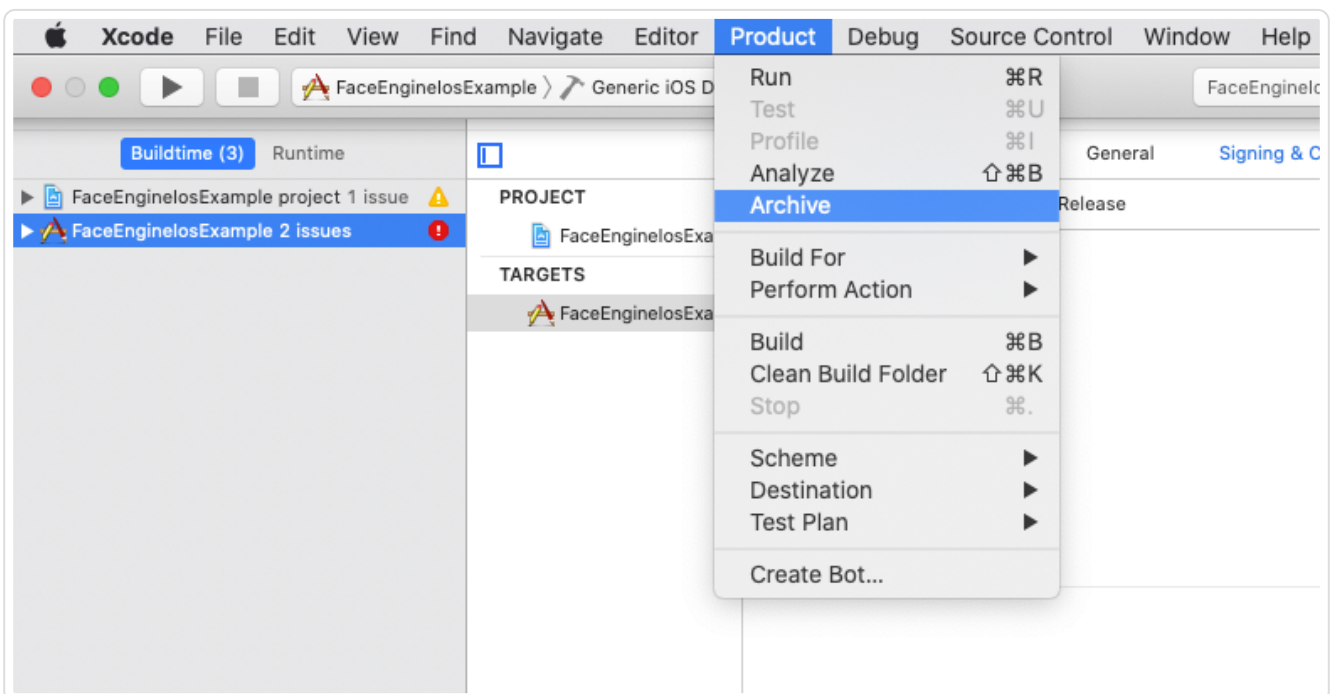 Xcode File Edit View Find Navigate Editor Product Debug Source Control Window Help
FaceEngineIosExample 〉 Generic iOS D
FaceEngineIo
Buildtime (3) Runtime
FaceEngineIosExample project 1 issue
FaceEngineIosExample 2 issues
PROJECT
FaceEngineIosExa
TARGETS
FaceEngineIosExa
Run ⌘R
Test ⌘U
Profile ⌘I
Analyze ⇧⌘B
Archive
Build For ▶
Perform Action ▶
Build ⌘B
Clean Build Folder ⇧⌘K
Stop ⌘.
Scheme ▶
Destination ▶
Test Plan ▶
Create Bot...
General Signing & C
Release